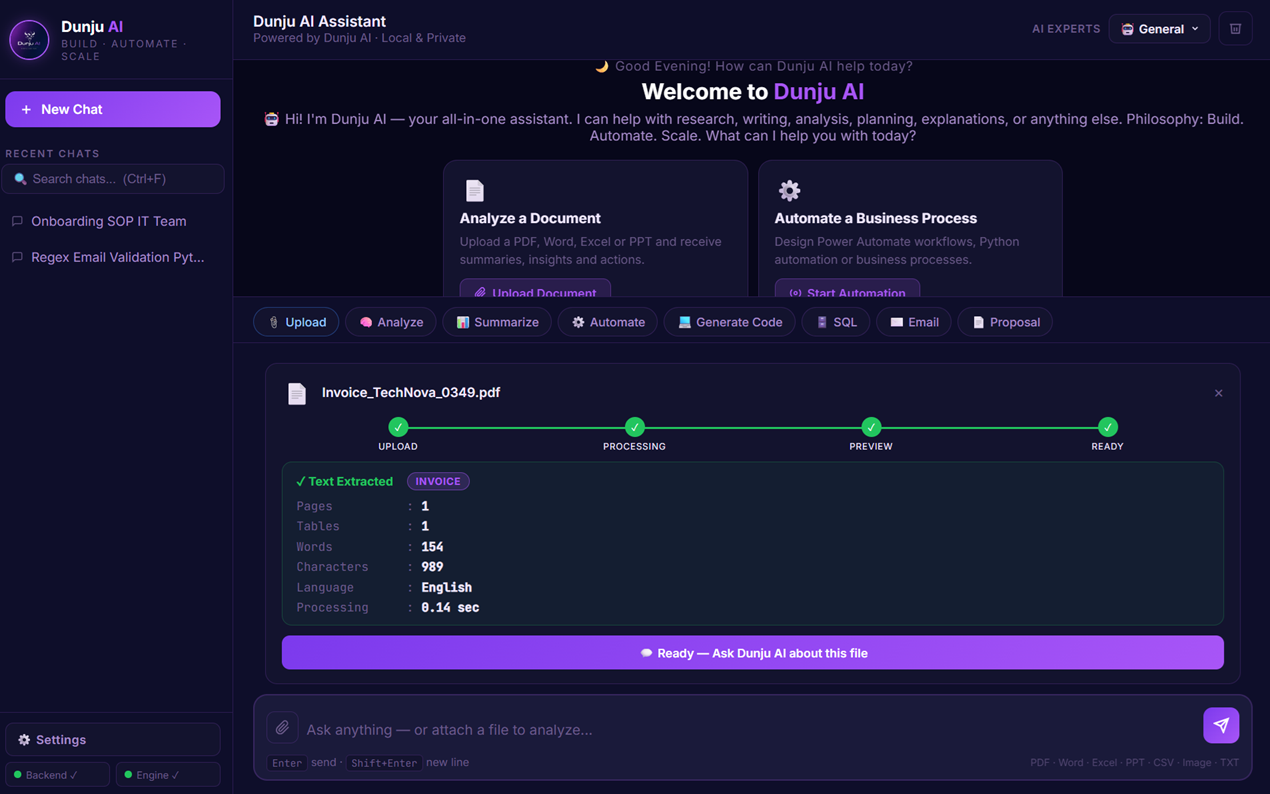 Dunju AI
BUILD · AUTOMATE ·
SCALE
+ New Chat
RECENT CHATS
Search chats... (Ctrl+F)
Onboarding SOP IT Team
Regex Email Validation Pyt...
Settings
Backend ✓
Engine ✓
Dunju AI Assistant
Powered by Dunju AI · Local & Private
AI EXPERTS
General
Good Evening! How can Dunju AI help today?
Welcome to Dunju AI
Hi! I'm Dunju AI — your all-in-one assistant. I can help with research, writing, analysis, planning, explanations, or anything else. Philosophy: Build.
Automate. Scale. What can I help you with today?
Analyze a Document
Upload a PDF, Word, Excel or PPT and receive
summaries, insights and actions.
Upload Document
Automate a Business Process
Design Power Automate workflows, Python
automation or business processes.
Start Automation
Upload
Analyze
Summarize
Automate
Generate Code
SQL
Email
Proposal
Invoice_TechNova_0349.pdf
×
UPLOAD
PROCESSING
PREVIEW
READY
✓ Text Extracted INVOICE
Pages : 1
Tables : 1
Words : 154
Characters : 989
Language : English
Processing : 0.14 sec
Ready — Ask Dunju AI about this file
Ask anything — or attach a file to analyze...
Enter send · Shift+Enter new line
PDF · Word · Excel · PPT · CSV · Image · TXT